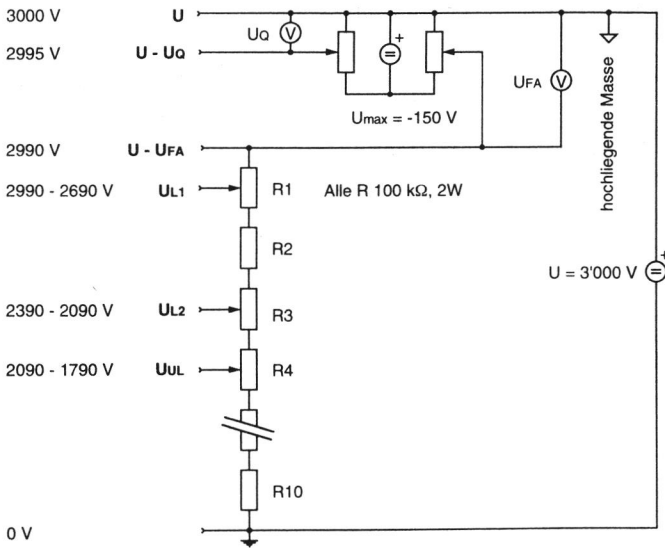 3000 V U
UQ V
2995 V U - UQ
= +
UFA V
Umax = -150 V
hochliegende Masse
2990 V U - UFA
2990 - 2690 V UL1 R1 Alle R 100 kΩ, 2W
R2
U = 3'000 V = +
2390 - 2090 V UL2 R3
2090 - 1790 V UUL R4
R10
0 V